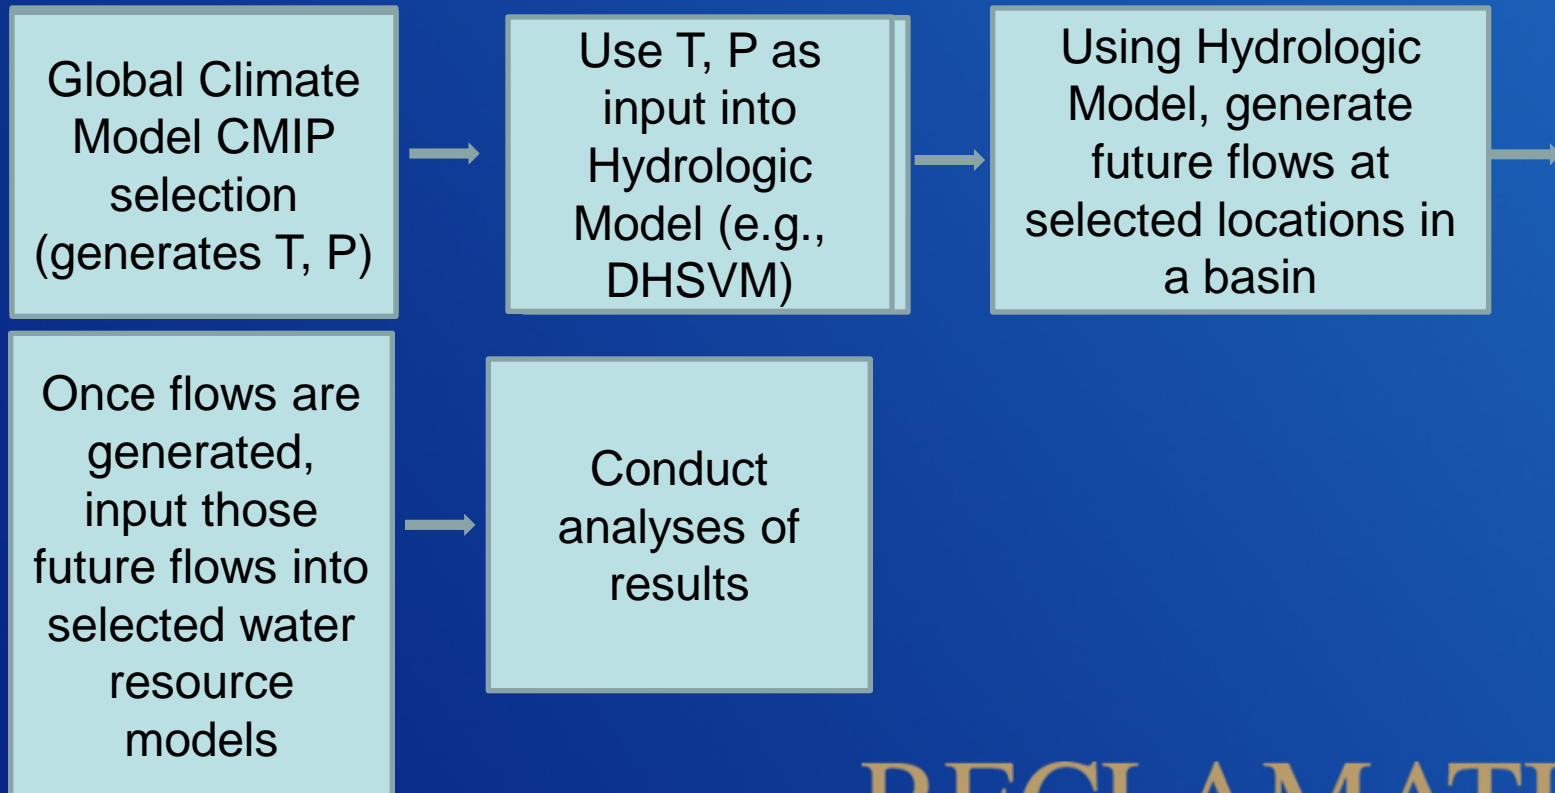 Global Climate
Model CMIP
selection
(generates T, P)
Use T, P as
input into
Hydrologic
Model (e.g.,
DHSVM)
Using Hydrologic
Model, generate
future flows at
selected locations in
a basin
Once flows are
generated,
input those
future flows into
selected water
resource
models
Conduct
analyses of
results
RECLAMATI